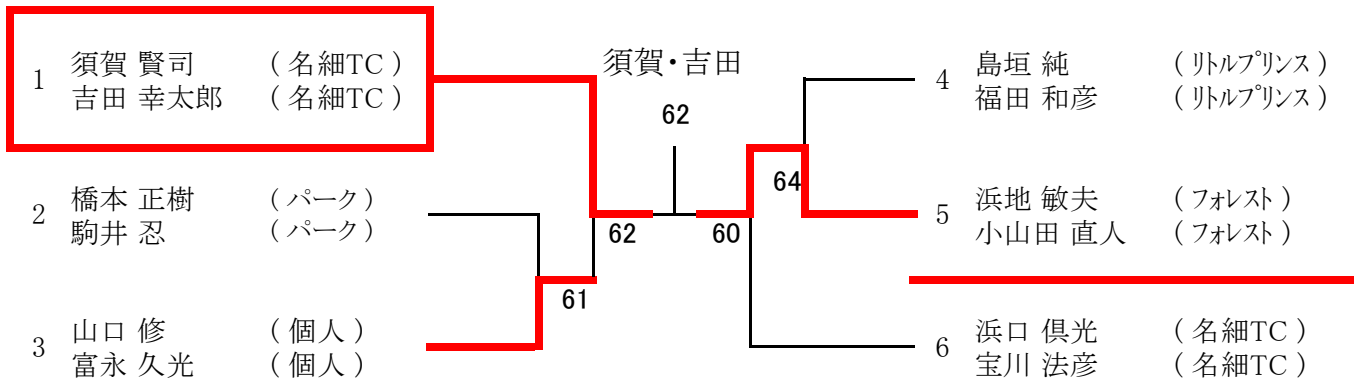 1 須賀 賢司 ( 名細TC )
吉田 幸太郎 ( 名細TC )
2 橋本 正樹 ( パーク )
駒井 忍 ( パーク )
3 山口 修 ( 個人 )
富永 久光 ( 個人 )
須賀・吉田
62
62
60
61
64
4 島垣 純 ( リトルプリンス )
福田 和彦 ( リトルプリンス )
5 浜地 敏夫 ( フォレスト )
小山田 直人 ( フォレスト )
6 浜口 倶光 ( 名細TC )
宝川 法彦 ( 名細TC )